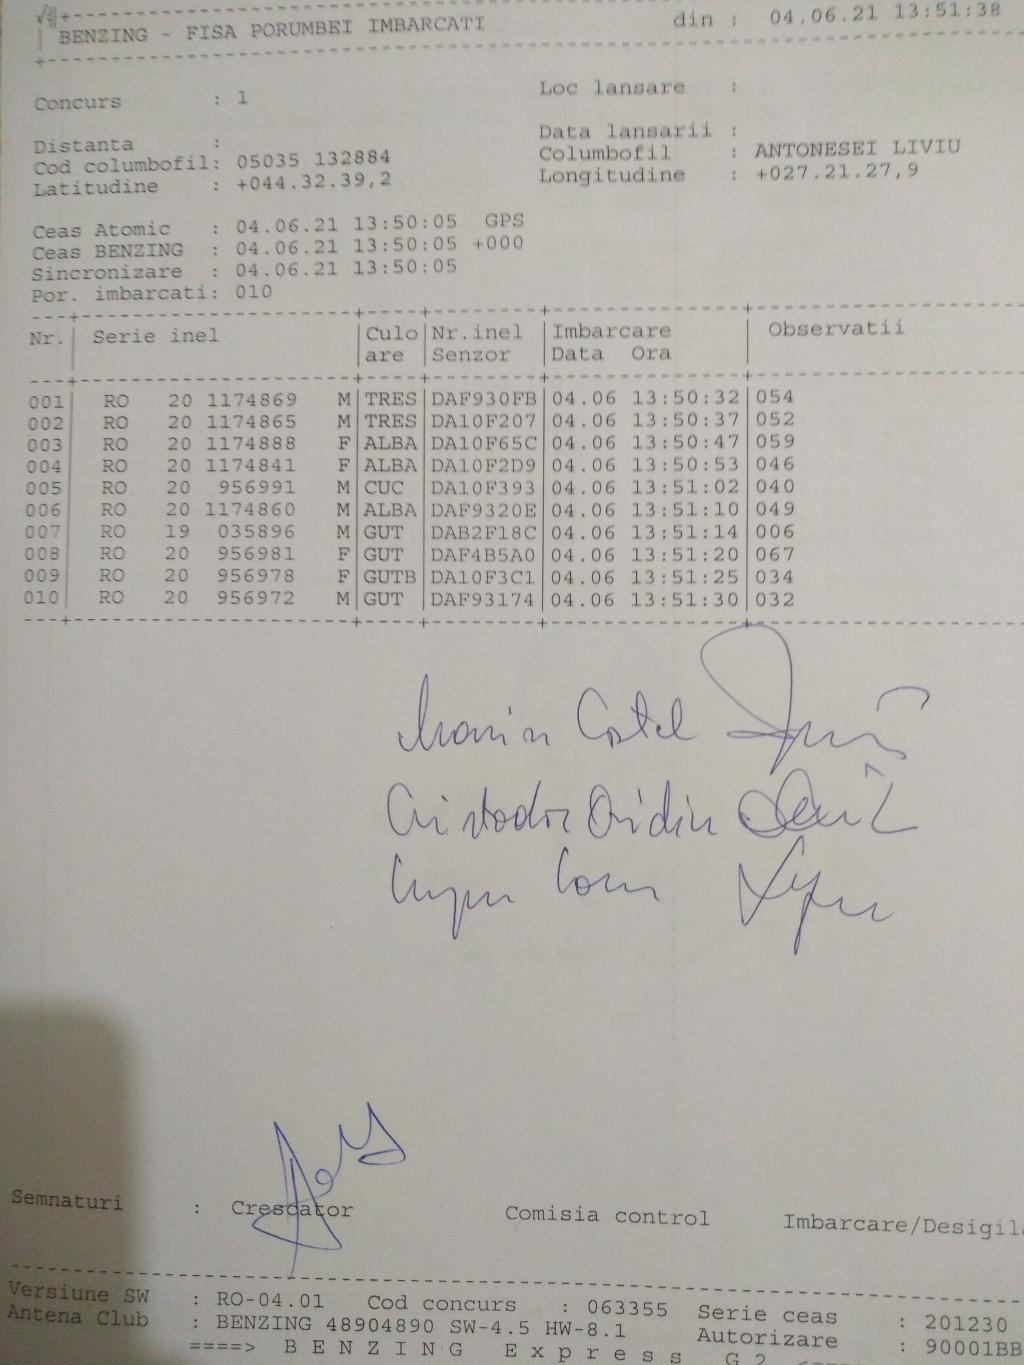 BENZING - FISA PORUMBEI IMBARCATI din : 04.06.21 13:51:38
Concurs : 1 Loc lansare :
Distanta : Data lansarii :
Cod columbofil: 05035 132884 Columbofil : ANTONESEI LIVIU
Latitudine : +044.32.39,2 Longitudine : +027.21.27,9
Ceas Atomic : 04.06.21 13:50:05 GPS
Ceas BENZING : 04.06.21 13:50:05 +000
Sincronizare : 04.06.21 13:50:05
Por. imbarcati: 010
Nr.| Serie inel |Culo|Nr.inel |Imbarcare | Observatii
|are |Senzor |Data Ora |
001| RO 20 1174869 M|TRES|DAF930FB|04.06 13:50:32|054
002| RO 20 1174865 M|TRES|DA10F207|04.06 13:50:37|052
003| RO 20 1174888 F|ALBA|DA10F65C|04.06 13:50:47|059
004| RO 20 1174841 F|ALBA|DA10F2D9|04.06 13:50:53|046
005| RO 20 956991 M|CUC |DA10F393|04.06 13:51:02|040
006| RO 20 1174860 M|ALBA|DAF9320E|04.06 13:51:10|049
007| RO 19 035896 M|GUT |DAB2F18C|04.06 13:51:14|006
008| RO 20 956981 F|GUT |DAF4B5A0|04.06 13:51:20|067
009| RO 20 956978 F|GUTB|DA10F3C1|04.06 13:51:25|034
010| RO 20 956972 M|GUT |DAF93174|04.06 13:51:30|032
Marin Costel
Cristodor Ovidiu
Semnaturi : Crescator Comisia control Imbarcare/Desigila
Versiune SW : RO-04.01 Cod concurs : 063355 Serie ceas : 201230
Antena Club : BENZING 48904890 SW-4.5 HW-8.1 Autorizare : 90001BB
====> B E N Z I N G E x p r e s s G 2 <===